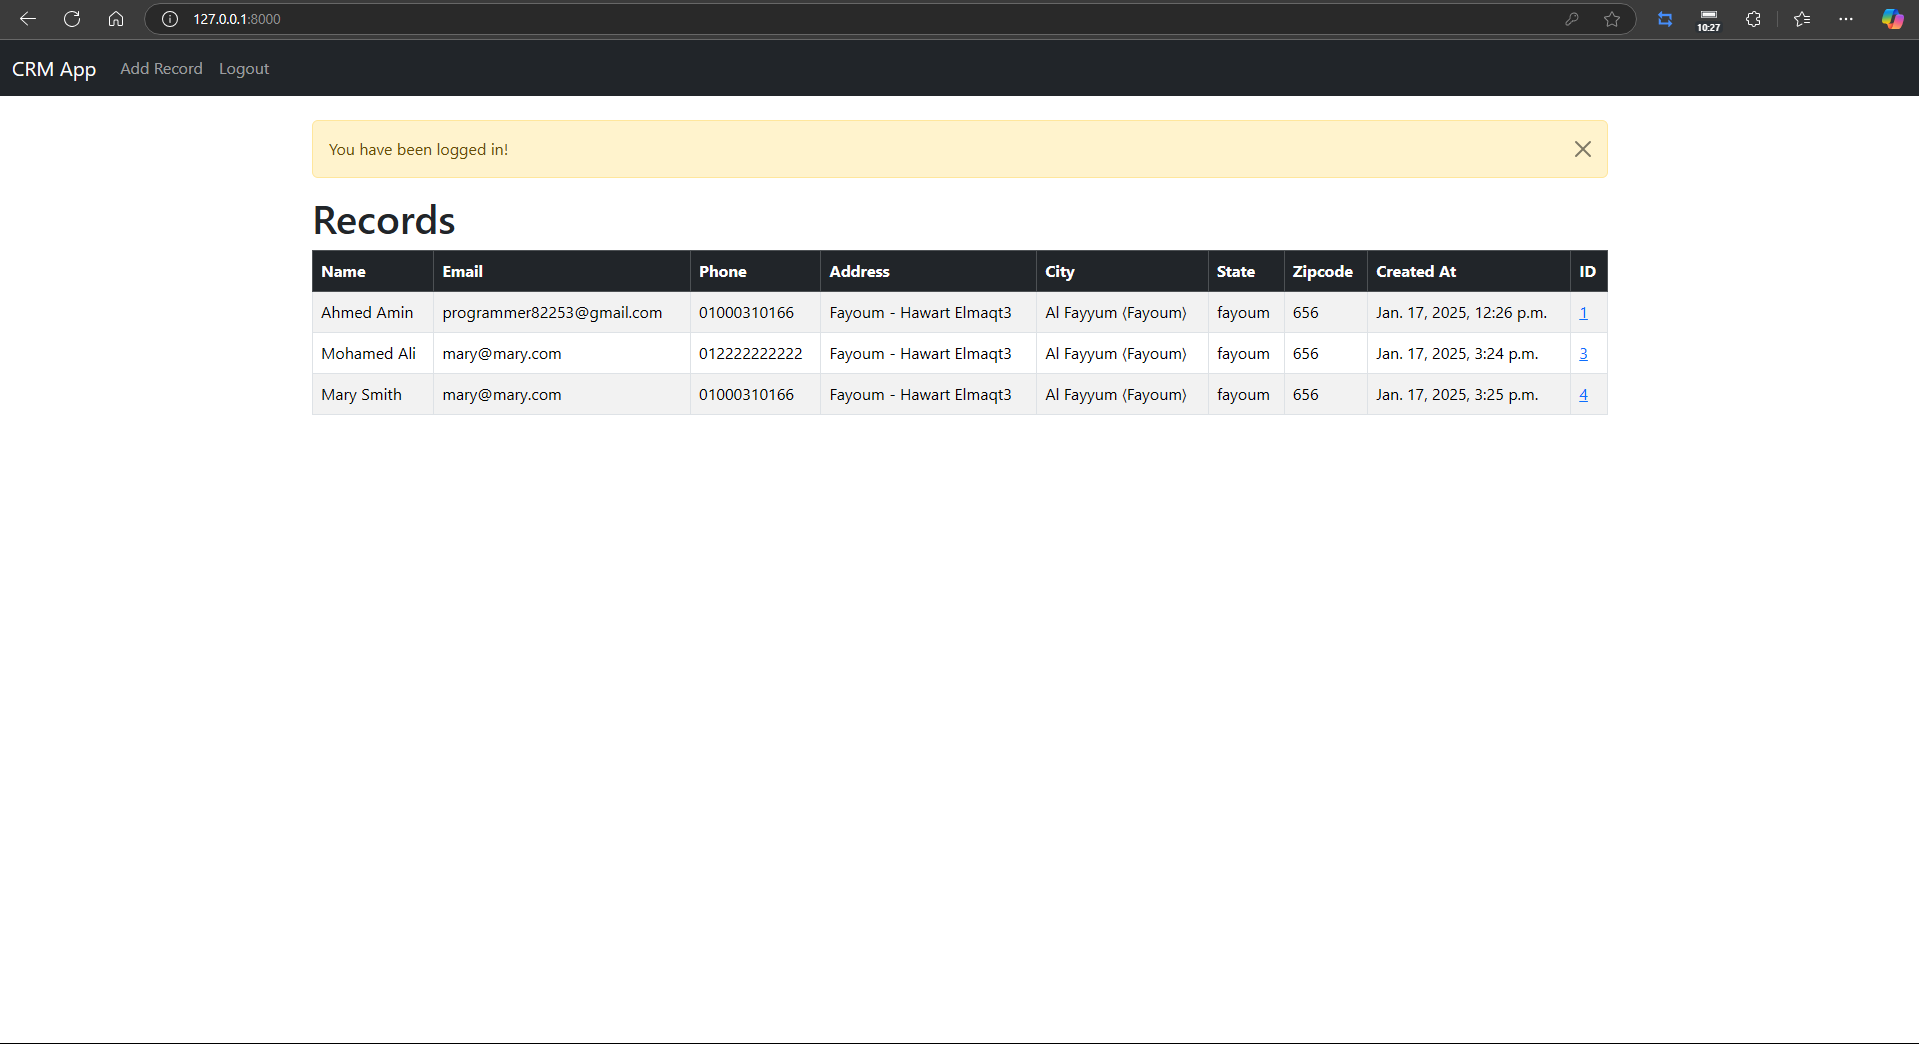 127.0.0.1:8000
10:27
CRM App Add Record Logout
You have been logged in!
Records
Name Email Phone Address City State Zipcode Created At ID
Ahmed Amin programmer82253@gmail.com 01000310166 Fayoum - Hawart Elmaqt3 Al Fayyum (Fayoum) fayoum 656 Jan. 17, 2025, 12:26 p.m. 1
Mohamed Ali mary@mary.com 012222222222 Fayoum - Hawart Elmaqt3 Al Fayyum (Fayoum) fayoum 656 Jan. 17, 2025, 3:24 p.m. 3
Mary Smith mary@mary.com 01000310166 Fayoum - Hawart Elmaqt3 Al Fayyum (Fayoum) fayoum 656 Jan. 17, 2025, 3:25 p.m. 4